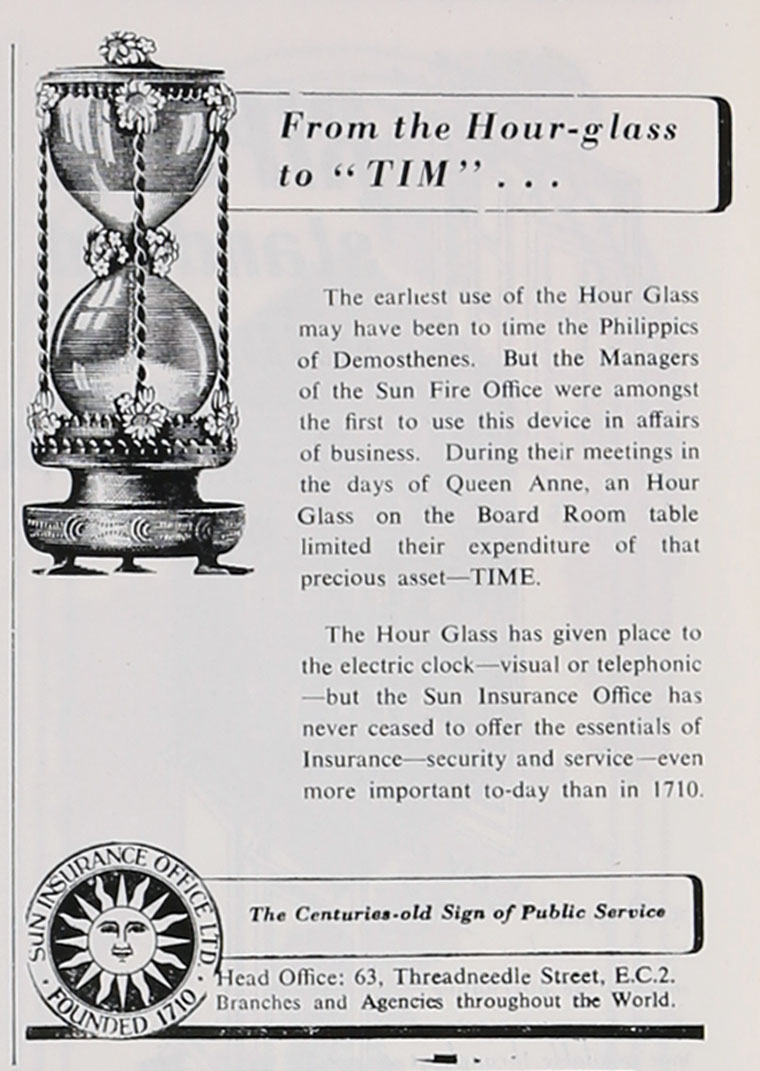 From the Hour-glass
to “TIM” . . .
The earliest use of the Hour Glass
may have been to time the Philippics
of Demosthenes. But the Managers
of the Sun Fire Office were amongst
the first to use this device in affairs
of business. During their meetings in
the days of Queen Anne, an Hour
Glass on the Board Room table
limited their expenditure of that
precious asset—TIME.
The Hour Glass has given place to
the electric clock—visual or telephonic
—but the Sun Insurance Office has
never ceased to offer the essentials of
Insurance—security and service—even
more important to-day than in 1710.
SUN INSURANCE OFFICE LTD.
· FOUNDED 1710 ·
The Centuries-old Sign of Public Service
Head Office: 63, Threadneedle Street, E.C.2.
Branches and Agencies throughout the World.